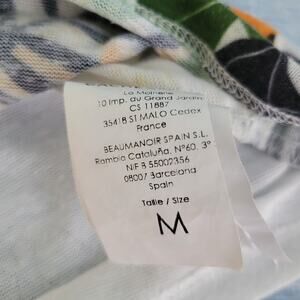 La Moinerie
10 Imp. du Grand Jardin
CS 11887
35418 ST MALO Cedex
France
BEAUMANOIR SPAIN S.L.
Rambla Cataluña, Nº60, 3º
NIF B 55002356
08007 Barcelona
Spain
Taille / Size
M